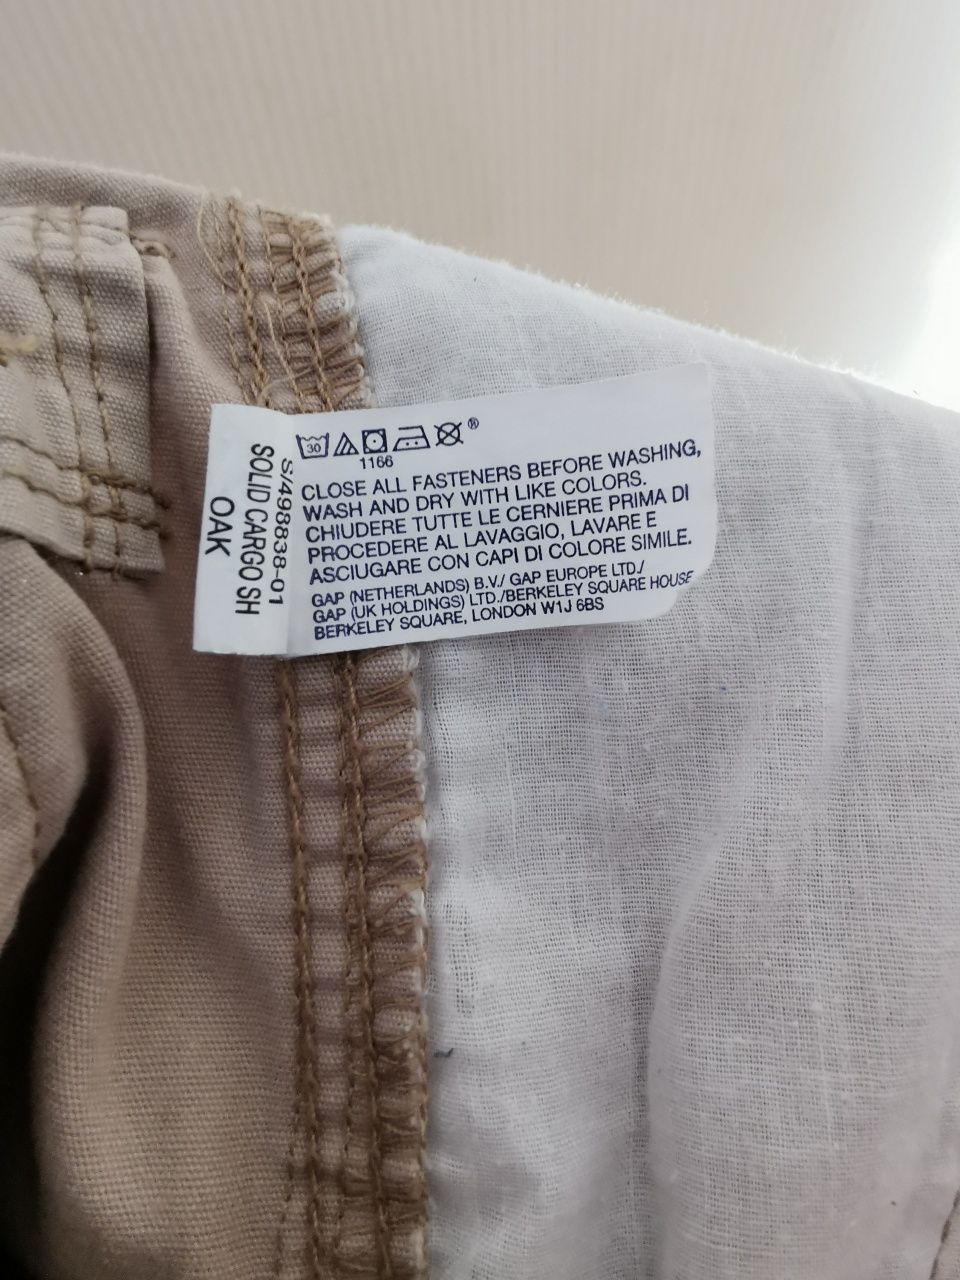 30
®
1166
CLOSE ALL FASTENERS BEFORE WASHING,
WASH AND DRY WITH LIKE COLORS.
CHIUDERE TUTTE LE CERNIERE PRIMA DI
PROCEDERE AL LAVAGGIO, LAVARE E
ASCIUGARE CON CAPI DI COLORE SIMILE.
GAP (NETHERLANDS) B.V./ GAP EUROPE LTD./
GAP (UK HOLDINGS) LTD./BERKELEY SQUARE HOUSE
BERKELEY SQUARE, LONDON W1J 6BS
S/498838-01
SOLID CARGO SH
OAK